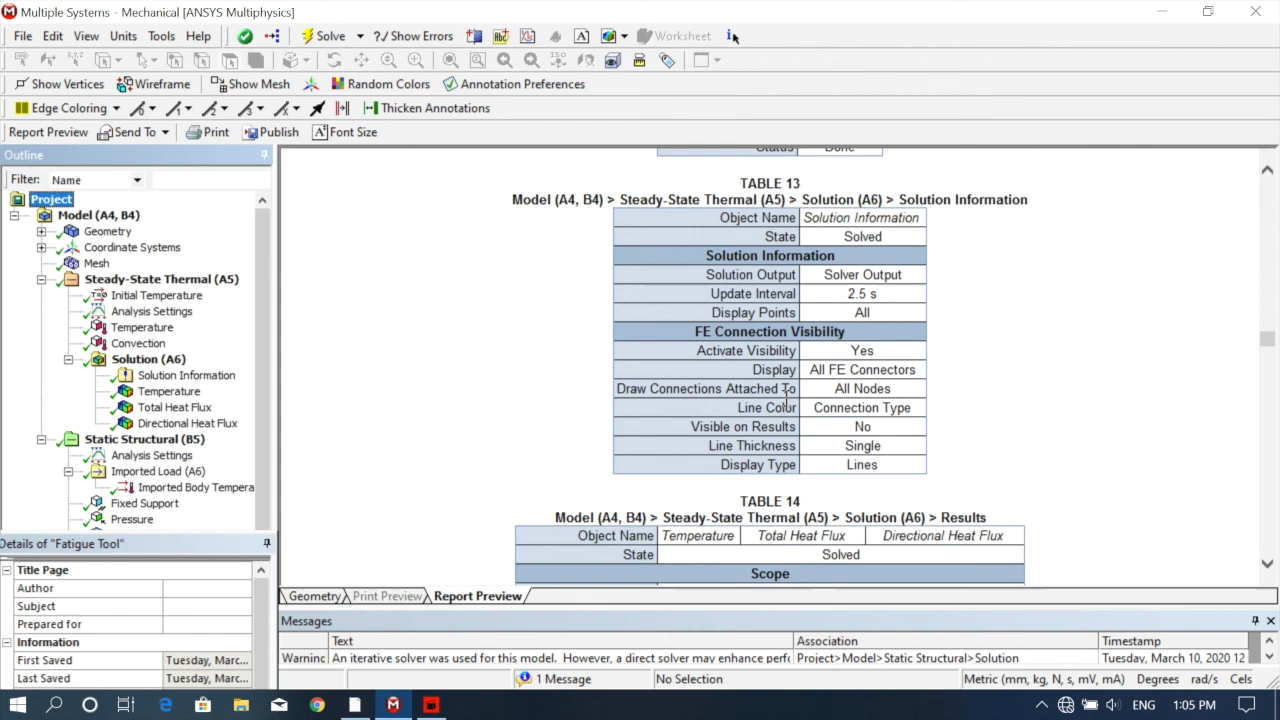 Multiple Systems - Mechanical [ANSYS Multiphysics]
File Edit View Units Tools Help Solve ?/ Show Errors Worksheet
Show Vertices Wireframe Show Mesh Random Colors Annotation Preferences
Edge Coloring Thicken Annotations
Report Preview Send To Print Publish Font Size
Outline
Filter: Name
Project
Model (A4, B4)
Geometry
Coordinate Systems
Mesh
Steady-State Thermal (A5)
Initial Temperature
Analysis Settings
Temperature
Convection
Solution (A6)
Solution Information
Temperature
Total Heat Flux
Directional Heat Flux
Static Structural (B5)
Analysis Settings
Imported Load (A6)
Imported Body Tempera
Fixed Support
Pressure
Details of "Fatigue Tool"
Title Page
Author
Subject
Prepared for
Information
First Saved Tuesday, Marc...
Last Saved Tuesday, Marc...
Status Done
TABLE 13
Model (A4, B4) > Steady-State Thermal (A5) > Solution (A6) > Solution Information
Object Name Solution Information
State Solved
Solution Information
Solution Output Solver Output
Update Interval 2.5 s
Display Points All
FE Connection Visibility
Activate Visibility Yes
Display All FE Connectors
Draw Connections Attached To All Nodes
Line Color Connection Type
Visible on Results No
Line Thickness Single
Display Type Lines
TABLE 14
Model (A4, B4) > Steady-State Thermal (A5) > Solution (A6) > Results
Object Name Temperature Total Heat Flux Directional Heat Flux
State Solved
Scope
Geometry Print Preview Report Preview
Messages
Text Association Timestamp
Warninc An iterative solver was used for this model. However, a direct solver may enhance perfc Project>Model>Static Structural>Solution Tuesday, March 10, 2020 12
1 Message No Selection Metric (mm, kg, N, s, mV, mA) Degrees rad/s Cels
ENG 1:05 PM